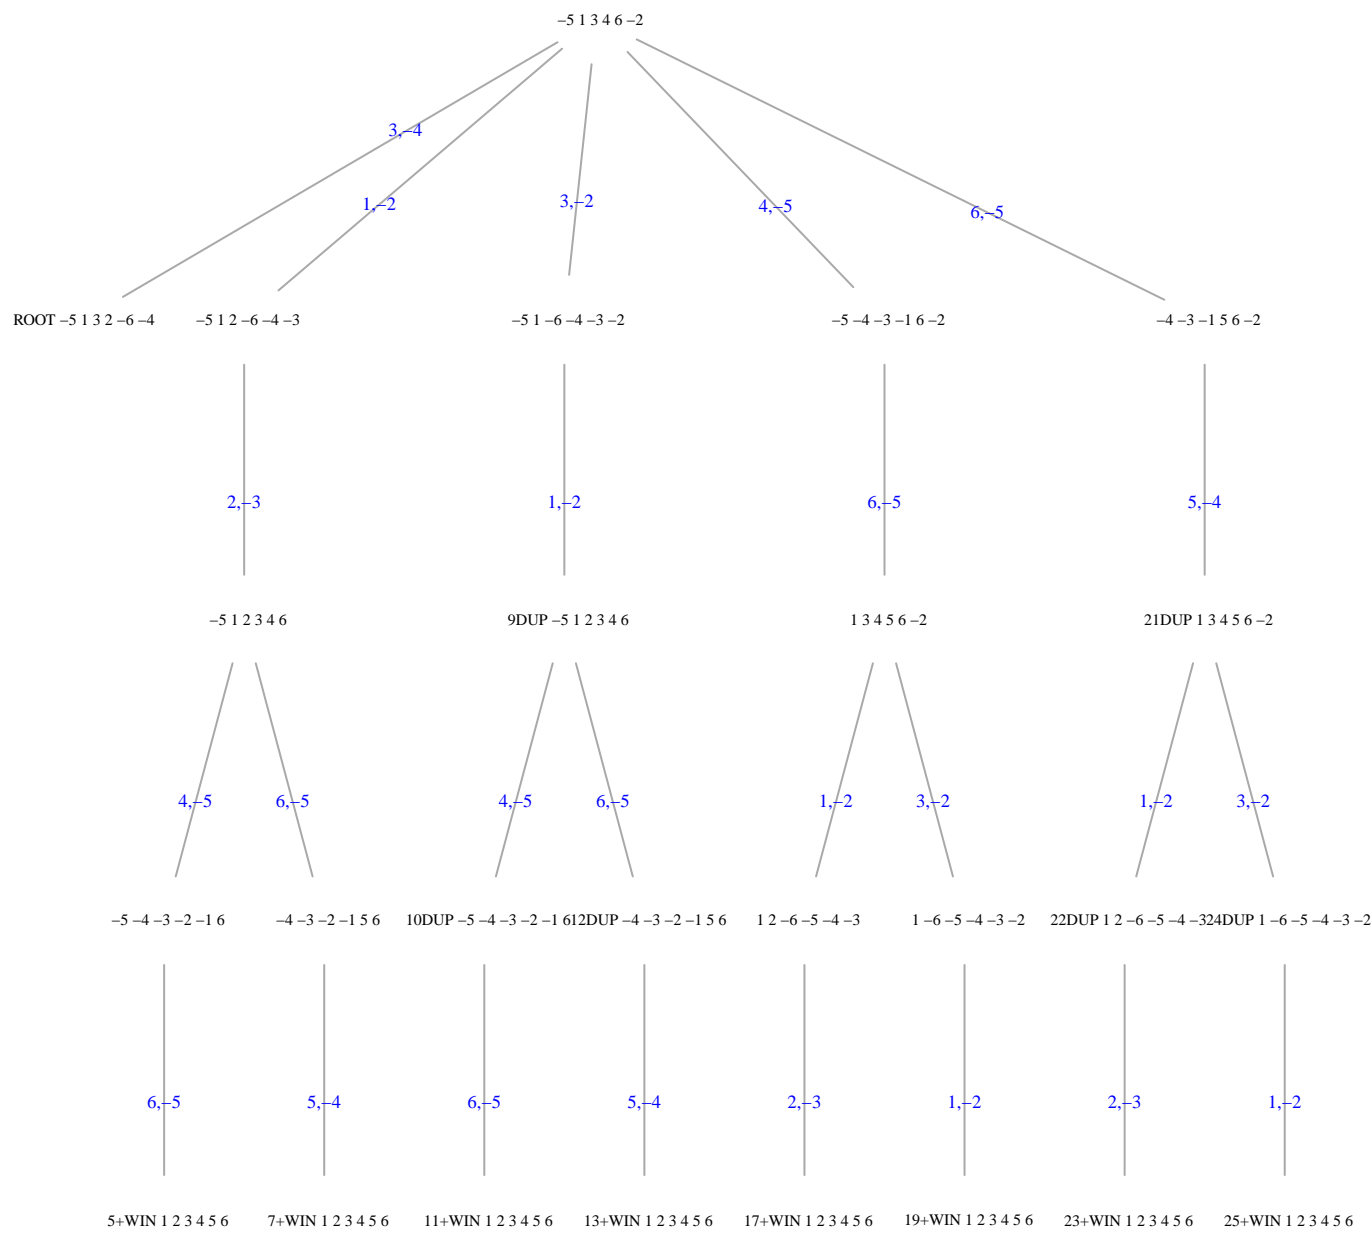 −5 1 3 4 6 −2
3,−4
1,−2
3,−2
4,−5
6,−5
ROOT −5 1 3 2 −6 −4
−5 1 2 −6 −4 −3
−5 1 −6 −4 −3 −2
−5 −4 −3 −1 6 −2
−4 −3 −1 5 6 −2
2,−3
1,−2
6,−5
5,−4
−5 1 2 3 4 6
9DUP −5 1 2 3 4 6
1 3 4 5 6 −2
21DUP 1 3 4 5 6 −2
4,−5
6,−5
4,−5
6,−5
1,−2
3,−2
1,−2
3,−2
−5 −4 −3 −2 −1 6
−4 −3 −2 −1 5 6
10DUP −5 −4 −3 −2 −1 6
12DUP −4 −3 −2 −1 5 6
1 2 −6 −5 −4 −3
1 −6 −5 −4 −3 −2
22DUP 1 2 −6 −5 −4 −3
24DUP 1 −6 −5 −4 −3 −2
6,−5
5,−4
6,−5
5,−4
2,−3
1,−2
2,−3
1,−2
5+WIN 1 2 3 4 5 6
7+WIN 1 2 3 4 5 6
11+WIN 1 2 3 4 5 6
13+WIN 1 2 3 4 5 6
17+WIN 1 2 3 4 5 6
19+WIN 1 2 3 4 5 6
23+WIN 1 2 3 4 5 6
25+WIN 1 2 3 4 5 6